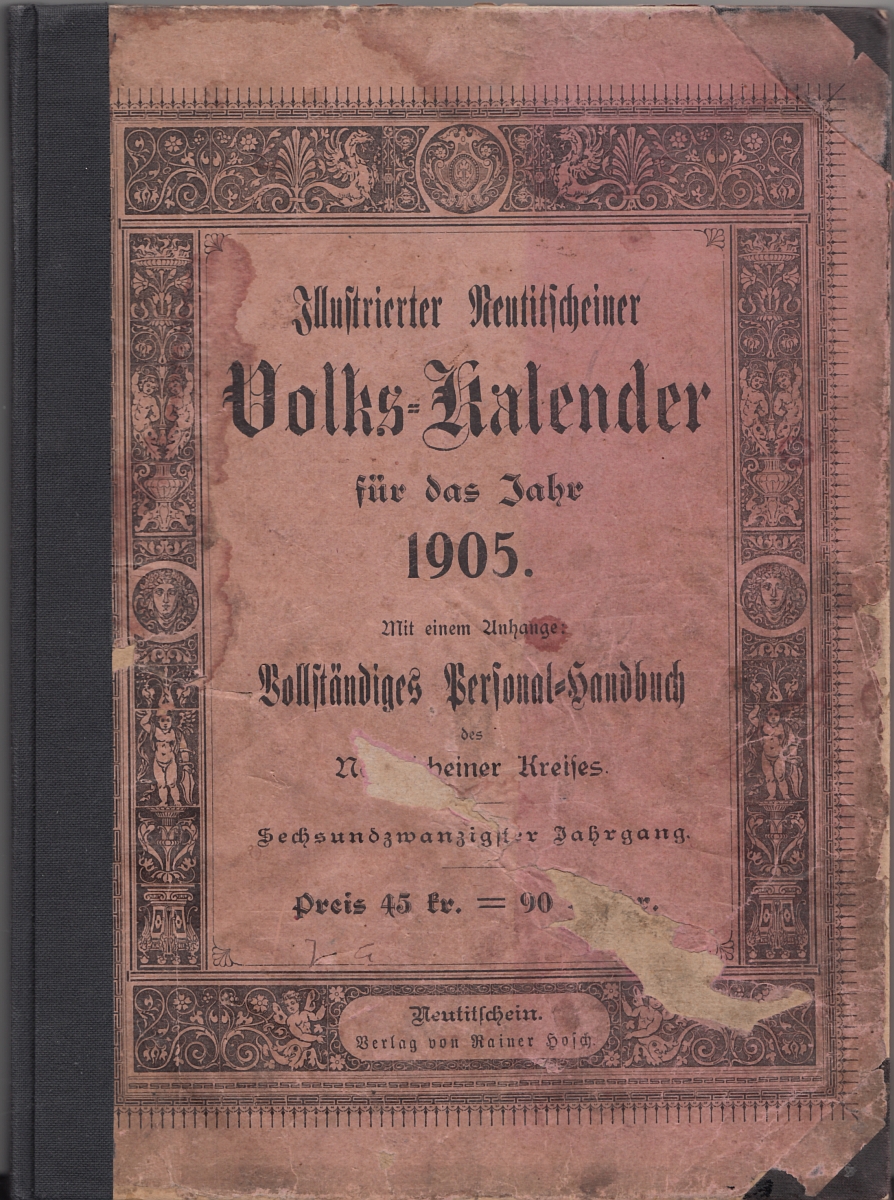 Illustrierter Neutitscheiner
Volks-Kalender
für das Jahr
1905.
Mit einem Anhange:
Vollständiges Personal-Handbuch
des
Kreises.
Sechsundzwanzigster Jahrgang.
Preis 45 kr. = 90
Neutitschein.
Verlag von Rainer Hosch.